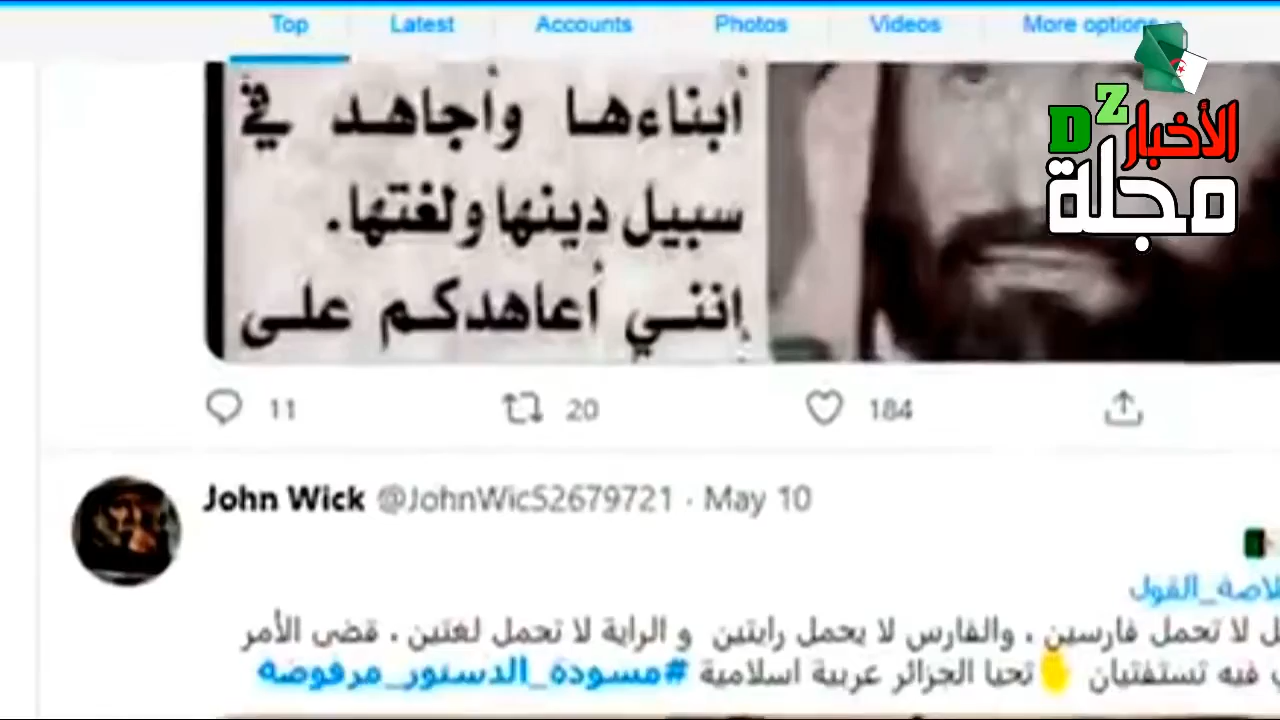 Top Latest Accounts Photos Videos More options
الأخبار DZ
مجلة
أبناءها وأجاهد في
سبيل دينها ولغتها.
إنني أعاهدكم على
11 20 184
John Wick @JohnWic52679721 · May 10
القول
لا تحمل فارسين ، والفارس لا يحمل رايتين و الراية لا تحمل لغتين ، قضى الأمر
فيه تستفتيان 👇تحيا الجزائر عربية اسلامية #مسودة_الدستور_مرفوضة